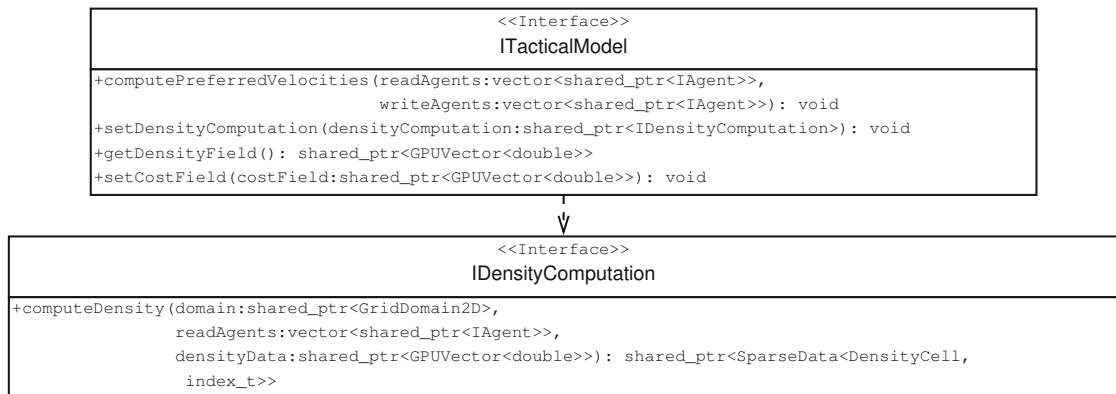 <<Interface>>
ITacticalModel
+computePreferredVelocities(readAgents:vector<shared_ptr<IAgent>>,
writeAgents:vector<shared_ptr<IAgent>>): void
+setDensityComputation(densityComputation:shared_ptr<IDensityComputation>): void
+getDensityField(): shared_ptr<GPUVector<double>>
+setCostField(costField:shared_ptr<GPUVector<double>>): void
<<Interface>>
IDensityComputation
+computeDensity(domain:shared_ptr<GridDomain2D>,
readAgents:vector<shared_ptr<IAgent>>,
densityData:shared_ptr<GPUVector<double>>): shared_ptr<SparseData<DensityCell,
index_t>>